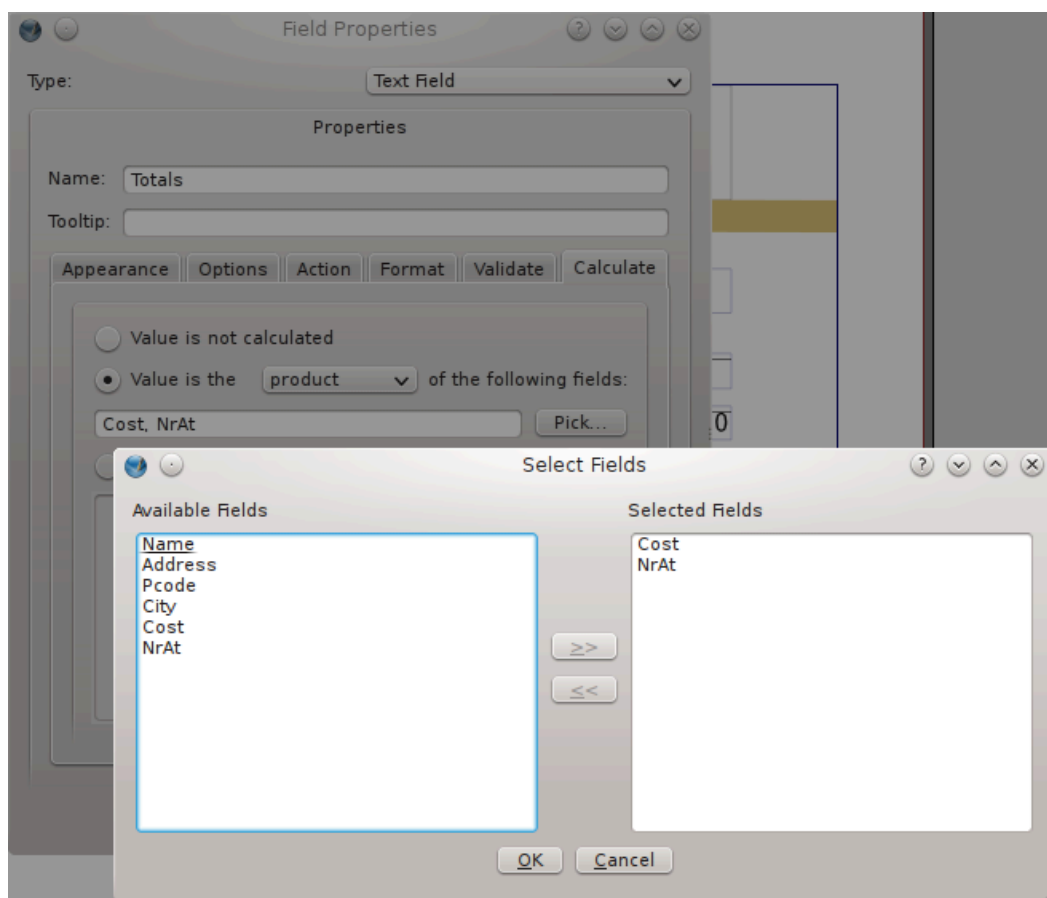 Field Properties
Type: Text Field
Properties
Name: Totals
Tooltip:
Appearance Options Action Format Validate Calculate
Value is not calculated
Value is the product of the following fields:
Cost, NrAt Pick...
0
Select Fields
Available Fields Selected Fields
Name Cost
Address NrAt
Pcode
City
Cost
NrAt
>>
<<
OK Cancel